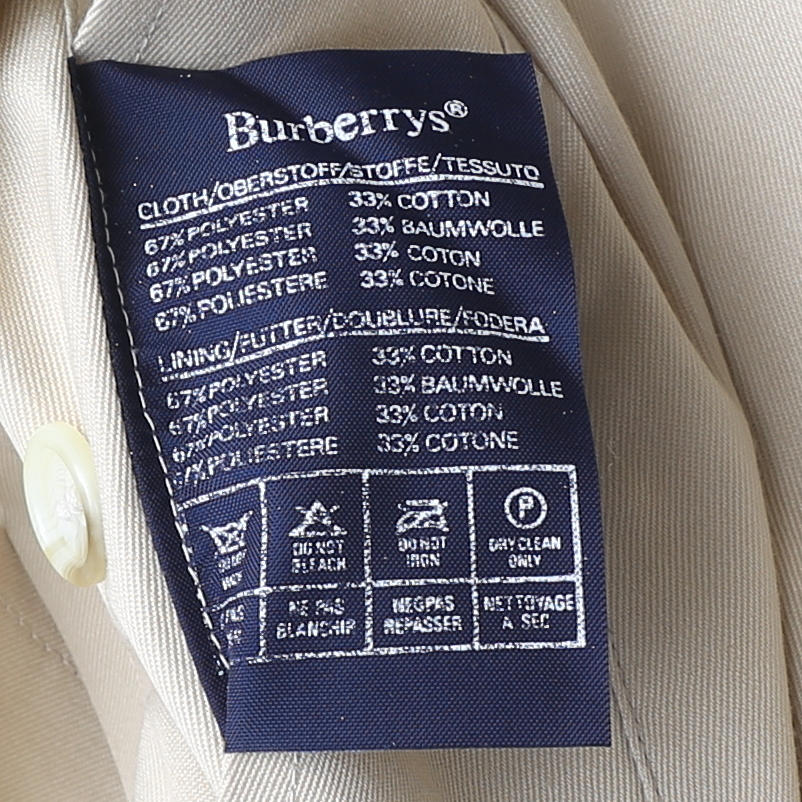 Burberrys®
CLOTH/OBERSTOFF/STOFFE/TESSUTO
67% POLYESTER 33% COTTON
67% POLYESTER 33% BAUMWOLLE
67% POLYESTER 33% COTON
67% POLIESTERE 33% COTONE
LINING/FUTTER/DOUBLURE/FODERA
67% POLYESTER 33% COTTON
67% POLYESTER 33% BAUMWOLLE
67% POLYESTER 33% COTON
% POLIESTERE 33% COTONE
P
DO NOT DO NOT DRY CLEAN
BLEACH IRON ONLY
NE PAS NE PAS NETTOYAGE
BLANCHIR REPASSER A SEC